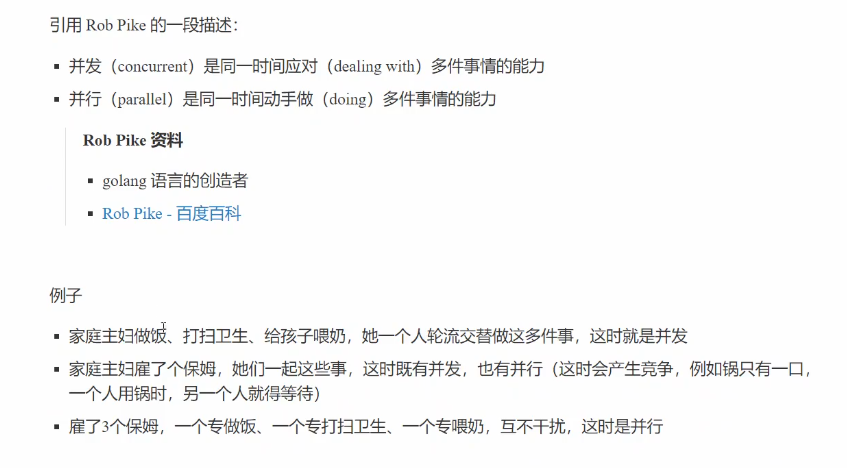 引用 Rob Pike 的一段描述：
并发（concurrent）是同一时间应对（dealing with）多件事情的能力
并行（parallel）是同一时间动手做（doing）多件事情的能力
Rob Pike 资料
golang 语言的创造者
Rob Pike - 百度百科
例子
家庭主妇做饭、打扫卫生、给孩子喂奶，她一个人轮流交替做这多件事，这时就是并发
家庭主妇雇了个保姆，她们一起这些事，这时既有并发，也有并行（这时会产生竞争，例如锅只有一口，
一个人用锅时，另一个人就得等待）
雇了3个保姆，一个专做饭、一个专打扫卫生、一个专喂奶，互不干扰，这时是并行